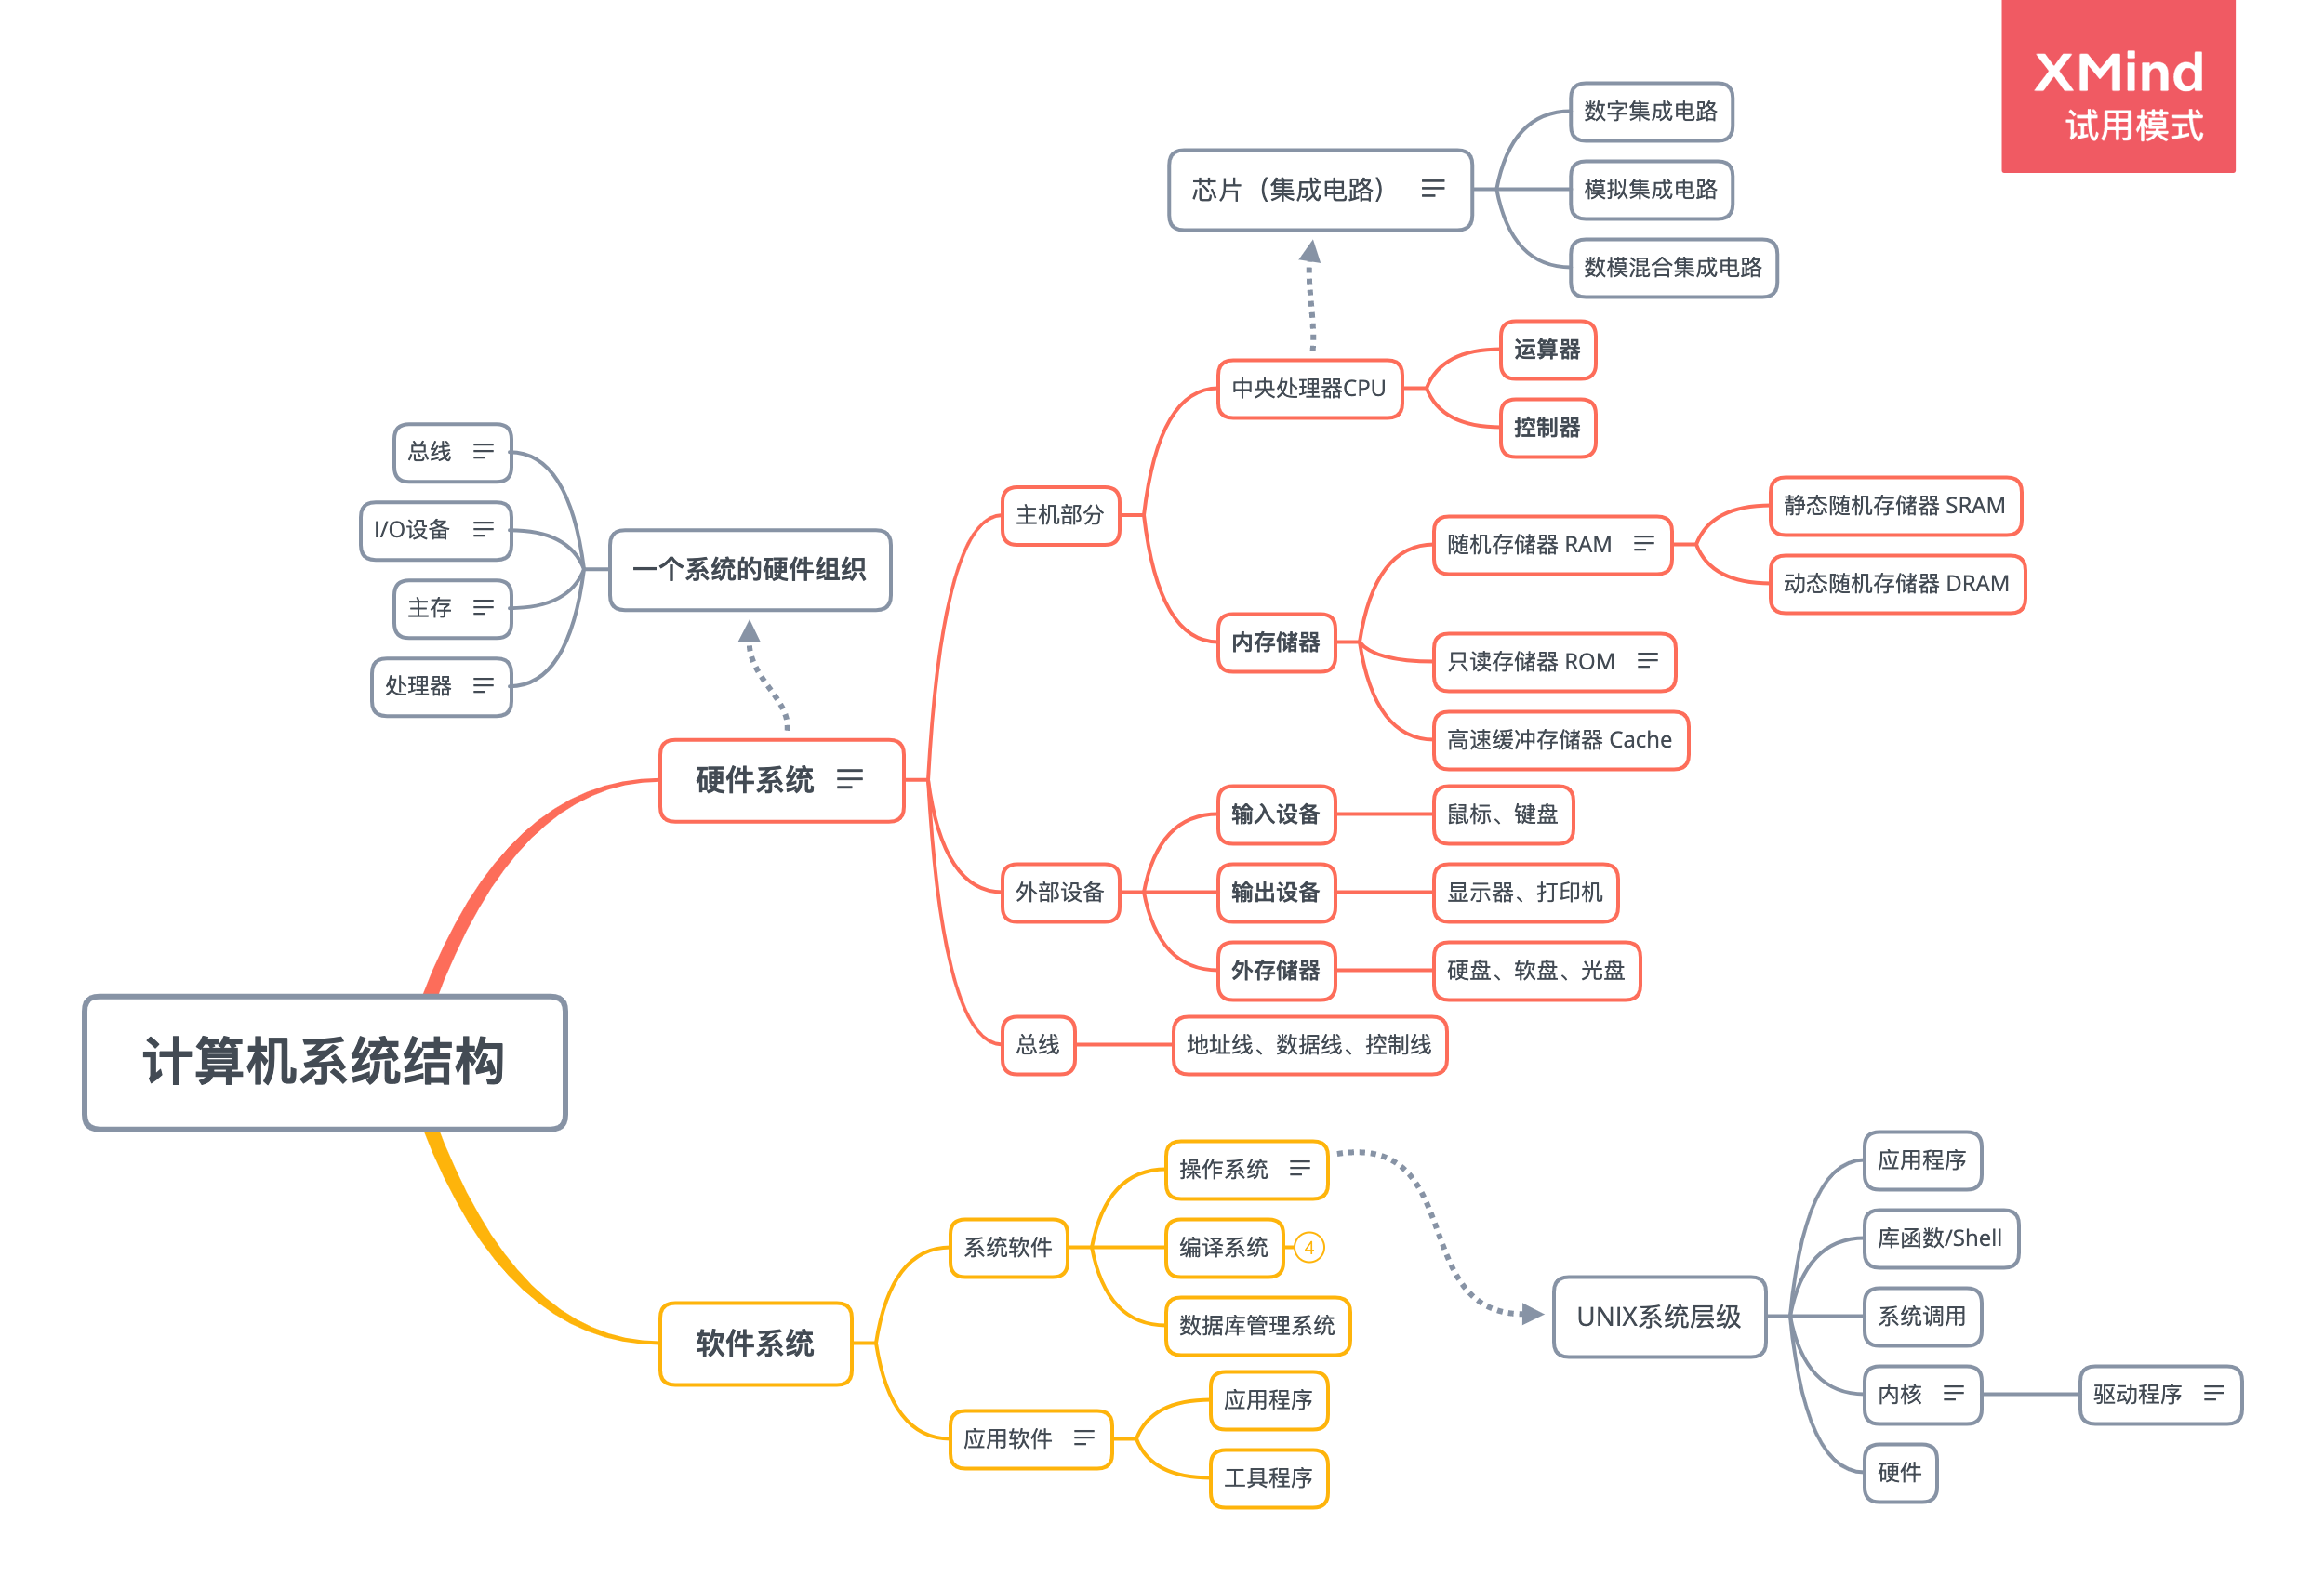 XMind
试用模式
数字集成电路
芯片（集成电路）
模拟集成电路
数模混合集成电路
运算器
中央处理器CPU
控制器
总线
I/O设备
一个系统的硬件组织
主存
处理器
主机部分
静态随机存储器 SRAM
随机存储器 RAM
动态随机存储器 DRAM
内存储器
只读存储器 ROM
高速缓冲存储器 Cache
硬件系统
输入设备
鼠标、键盘
外部设备
输出设备
显示器、打印机
外存储器
硬盘、软盘、光盘
总线
地址线、数据线、控制线
计算机系统结构
操作系统
系统软件
编译系统
4
数据库管理系统
软件系统
应用程序
应用软件
工具程序
UNIX系统层级
应用程序
库函数/Shell
系统调用
内核
驱动程序
硬件